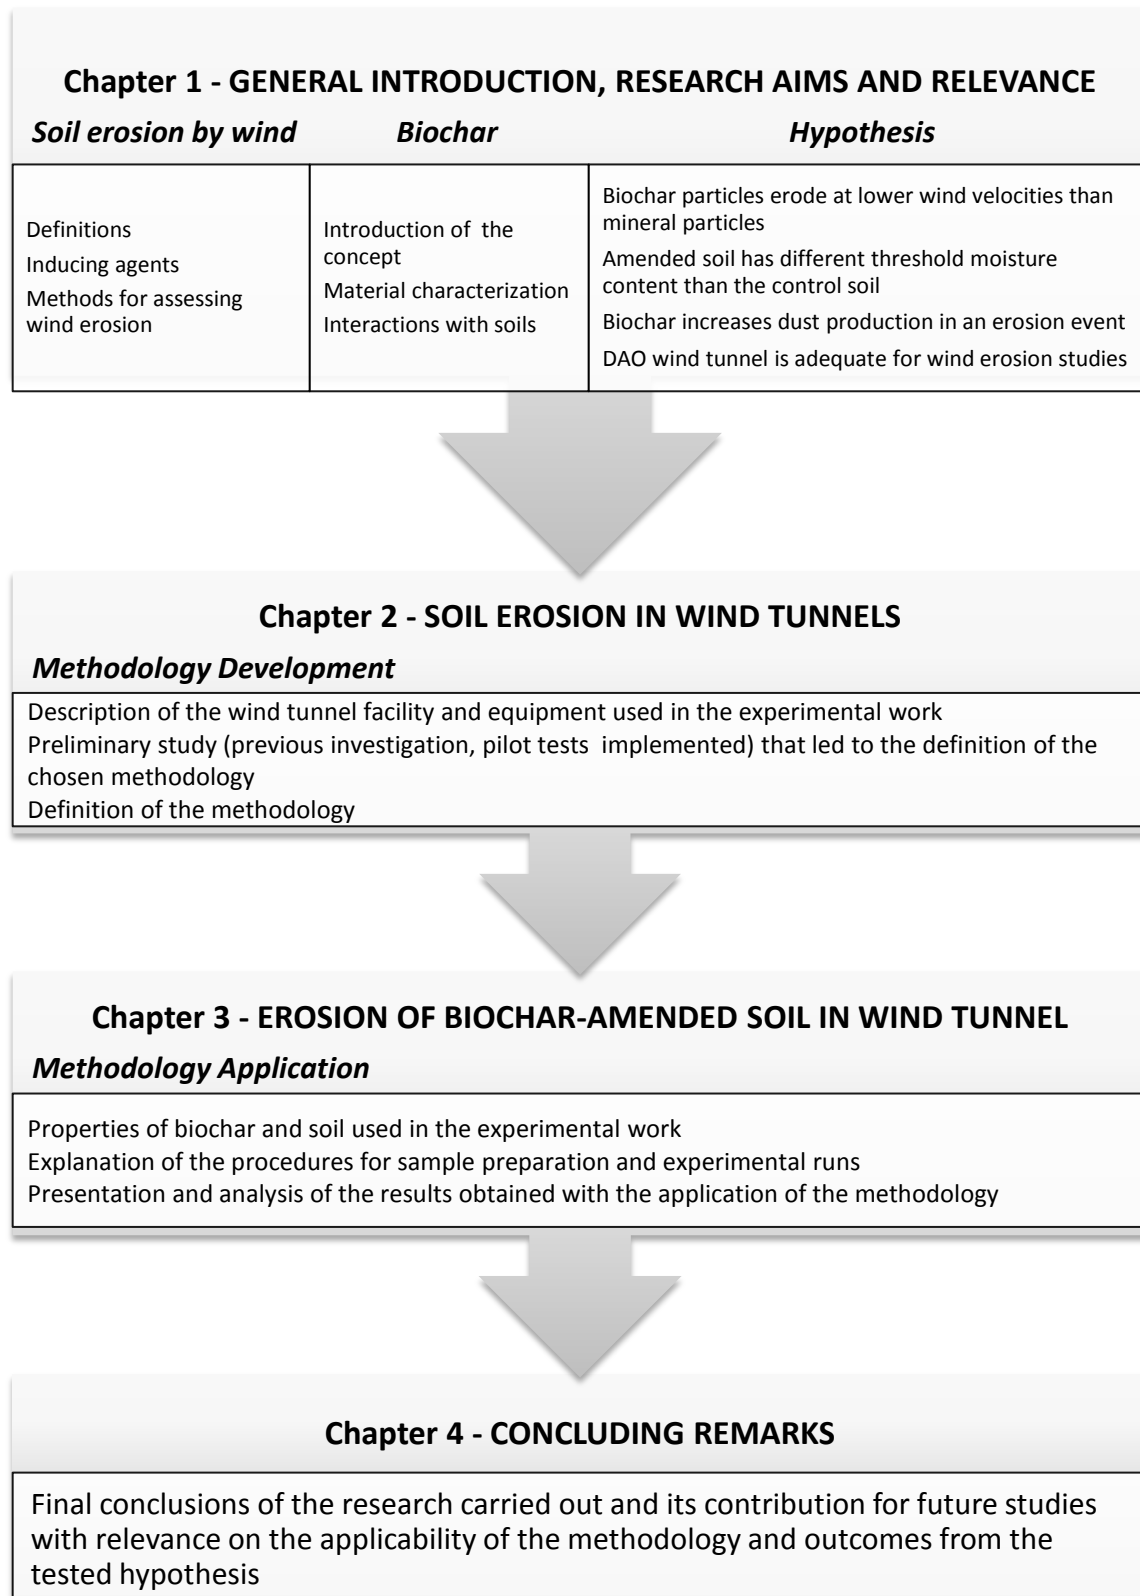 Chapter 1 - GENERAL INTRODUCTION, RESEARCH AIMS AND RELEVANCE
Soil erosion by wind
Definitions
Inducing agents
Methods for assessing
wind erosion
Biochar
Introduction of the
concept
Material characterization
Interactions with soils
Hypothesis
Biochar particles erode at lower wind velocities than
mineral particles
Amended soil has different threshold moisture
content than the control soil
Biochar increases dust production in an erosion event
DAO wind tunnel is adequate for wind erosion studies
Chapter 2 - SOIL EROSION IN WIND TUNNELS
Methodology Development
Description of the wind tunnel facility and equipment used in the experimental work
Preliminary study (previous investigation, pilot tests implemented) that led to the definition of the
chosen methodology
Definition of the methodology
Chapter 3 - EROSION OF BIOCHAR-AMENDED SOIL IN WIND TUNNEL
Methodology Application
Properties of biochar and soil used in the experimental work
Explanation of the procedures for sample preparation and experimental runs
Presentation and analysis of the results obtained with the application of the methodology
Chapter 4 - CONCLUDING REMARKS
Final conclusions of the research carried out and its contribution for future studies
with relevance on the applicability of the methodology and outcomes from the
tested hypothesis